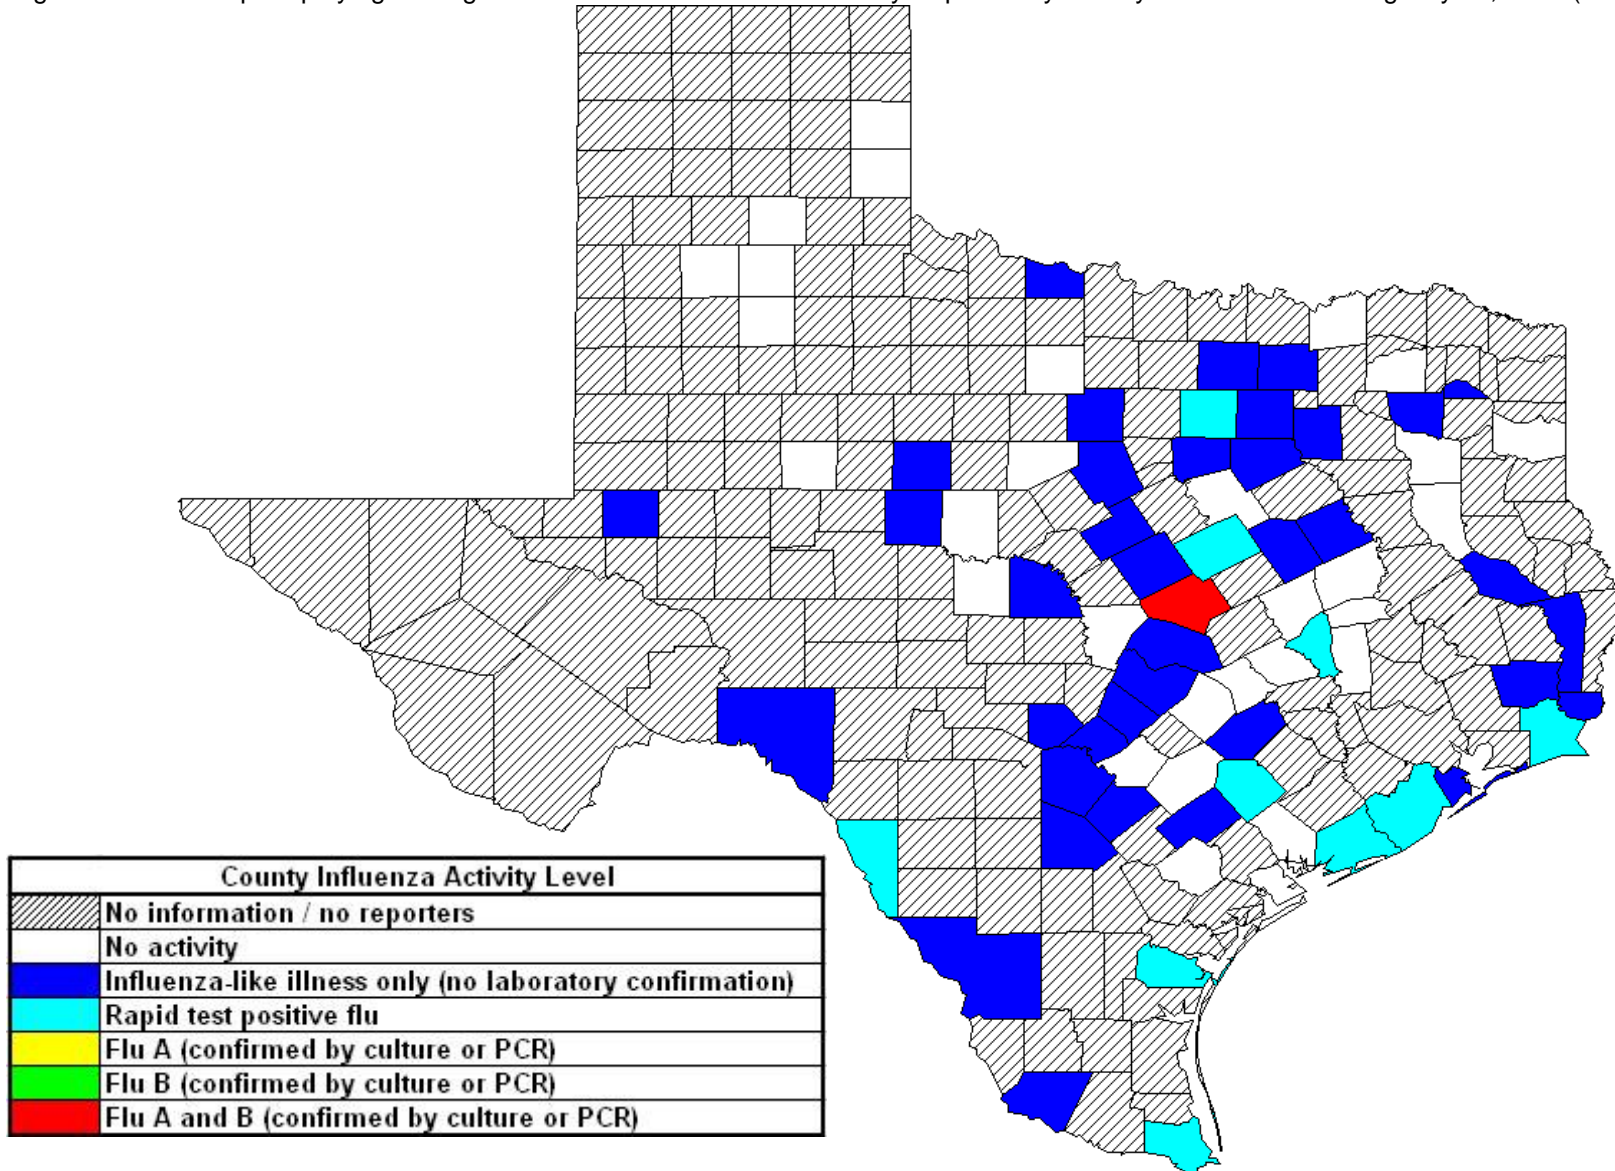 County Influenza Activity Level
No information / no reporters
No activity
Influenza-like illness only (no laboratory confirmation)
Rapid test positive flu
Flu A (confirmed by culture or PCR)
Flu B (confirmed by culture or PCR)
Flu A and B (confirmed by culture or PCR)